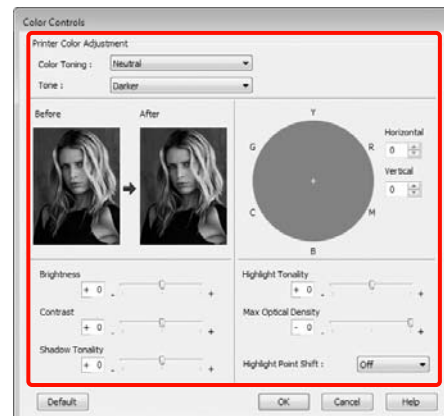 Color Controls
Printer Color Adjustment
Color Toning : Neutral
Tone : Darker
Before After
Y
G R
C M
B
Horizontal
0
Vertical
0
Brightness
+ 0 - +
Contrast
+ 0 - +
Shadow Tonality
+ 0 - +
Highlight Tonality
+ 0 - +
Max Optical Density
- 0 - +
Highlight Point Shift : Off
Default OK Cancel Help